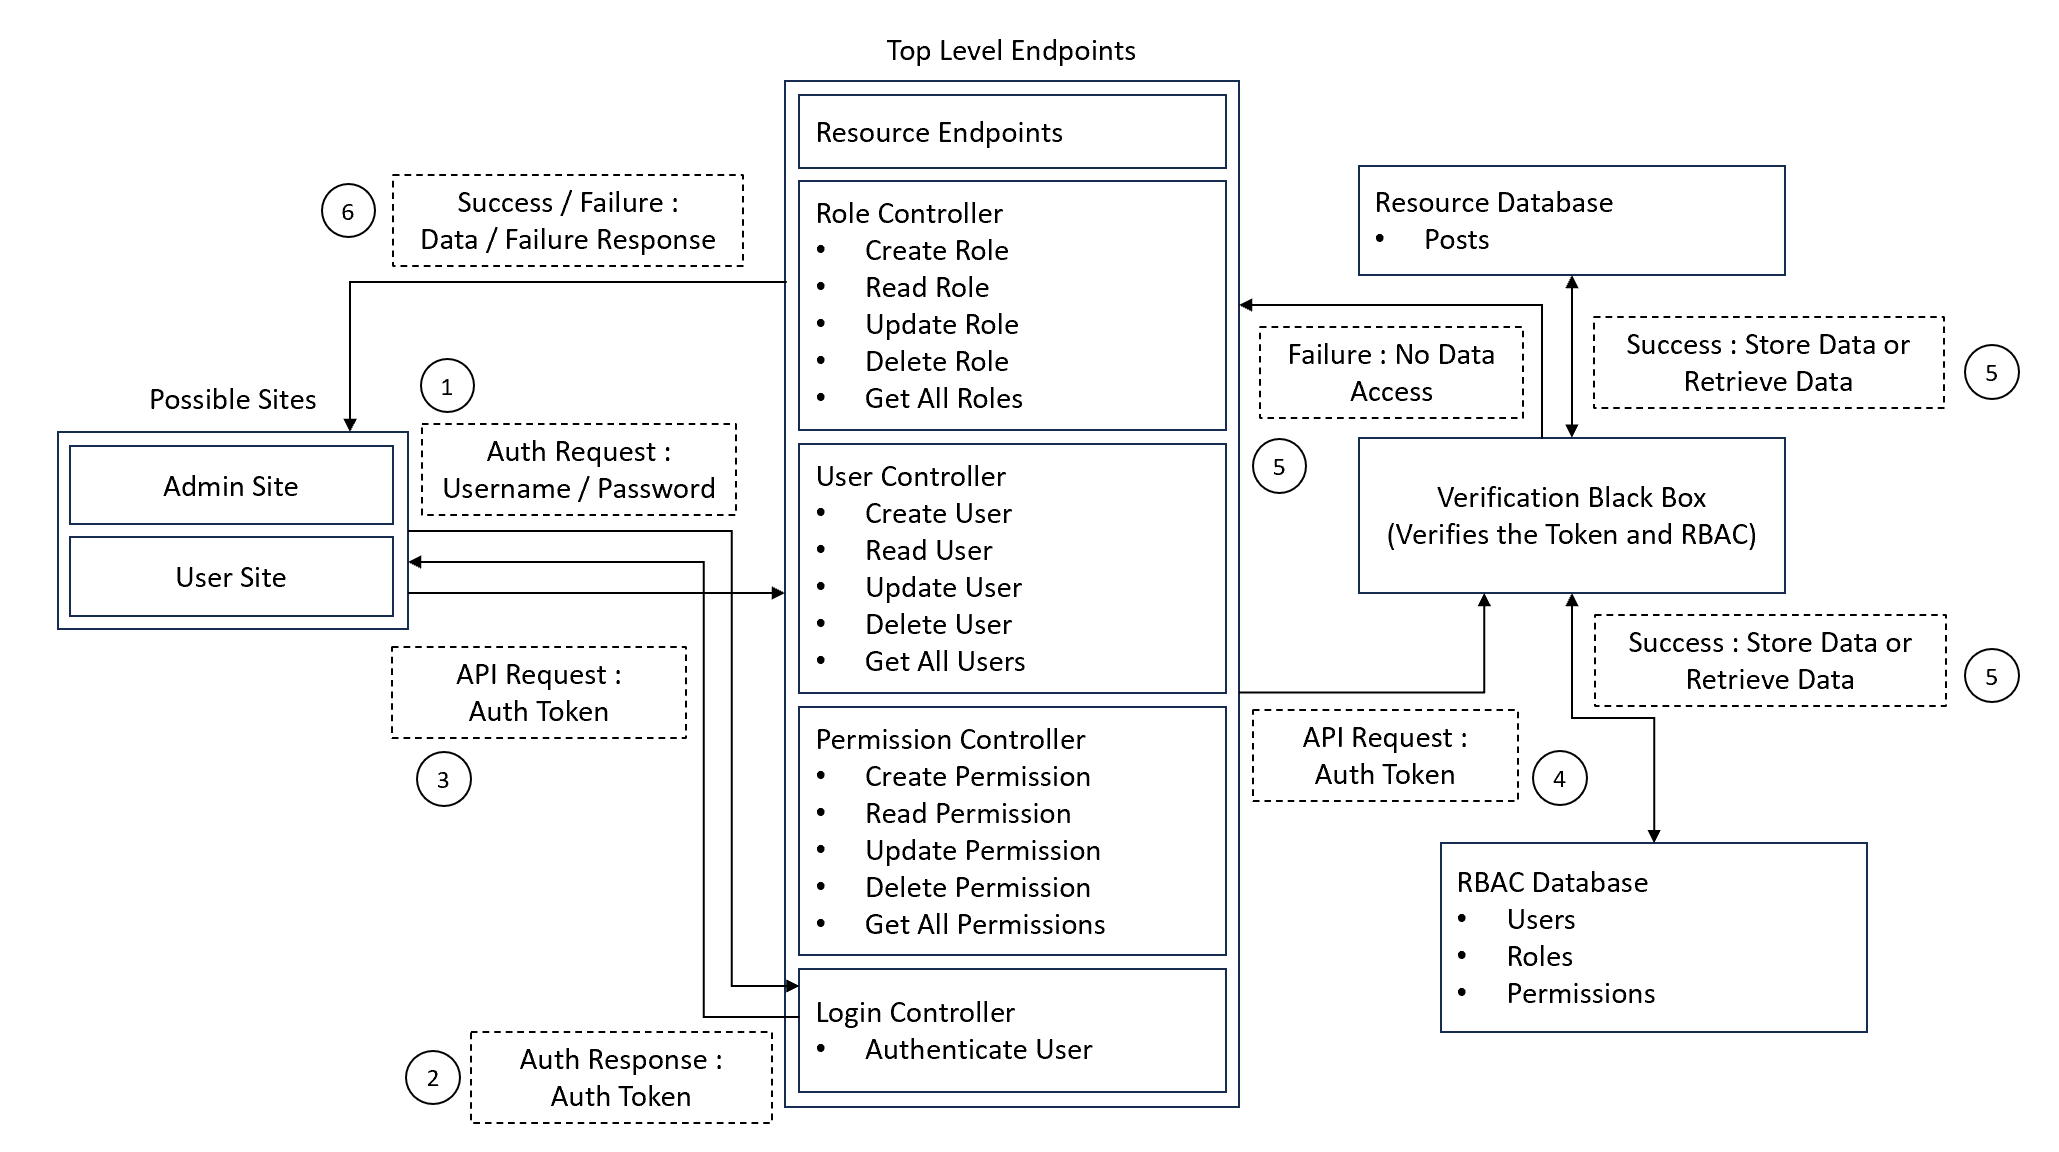 Top Level Endpoints
Resource Endpoints
Role Controller
• Create Role
• Read Role
• Update Role
• Delete Role
• Get All Roles
User Controller
• Create User
• Read User
• Update User
• Delete User
• Get All Users
Permission Controller
• Create Permission
• Read Permission
• Update Permission
• Delete Permission
• Get All Permissions
Login Controller
• Authenticate User
6
Success / Failure :
Data / Failure Response
1
Auth Request :
Username / Password
Possible Sites
Admin Site
User Site
API Request :
Auth Token
3
2
Auth Response :
Auth Token
Resource Database
• Posts
Failure : No Data
Access
5
Success : Store Data or
Retrieve Data
5
Verification Black Box
(Verifies the Token and RBAC)
Success : Store Data or
Retrieve Data
5
API Request :
Auth Token
4
RBAC Database
• Users
• Roles
• Permissions